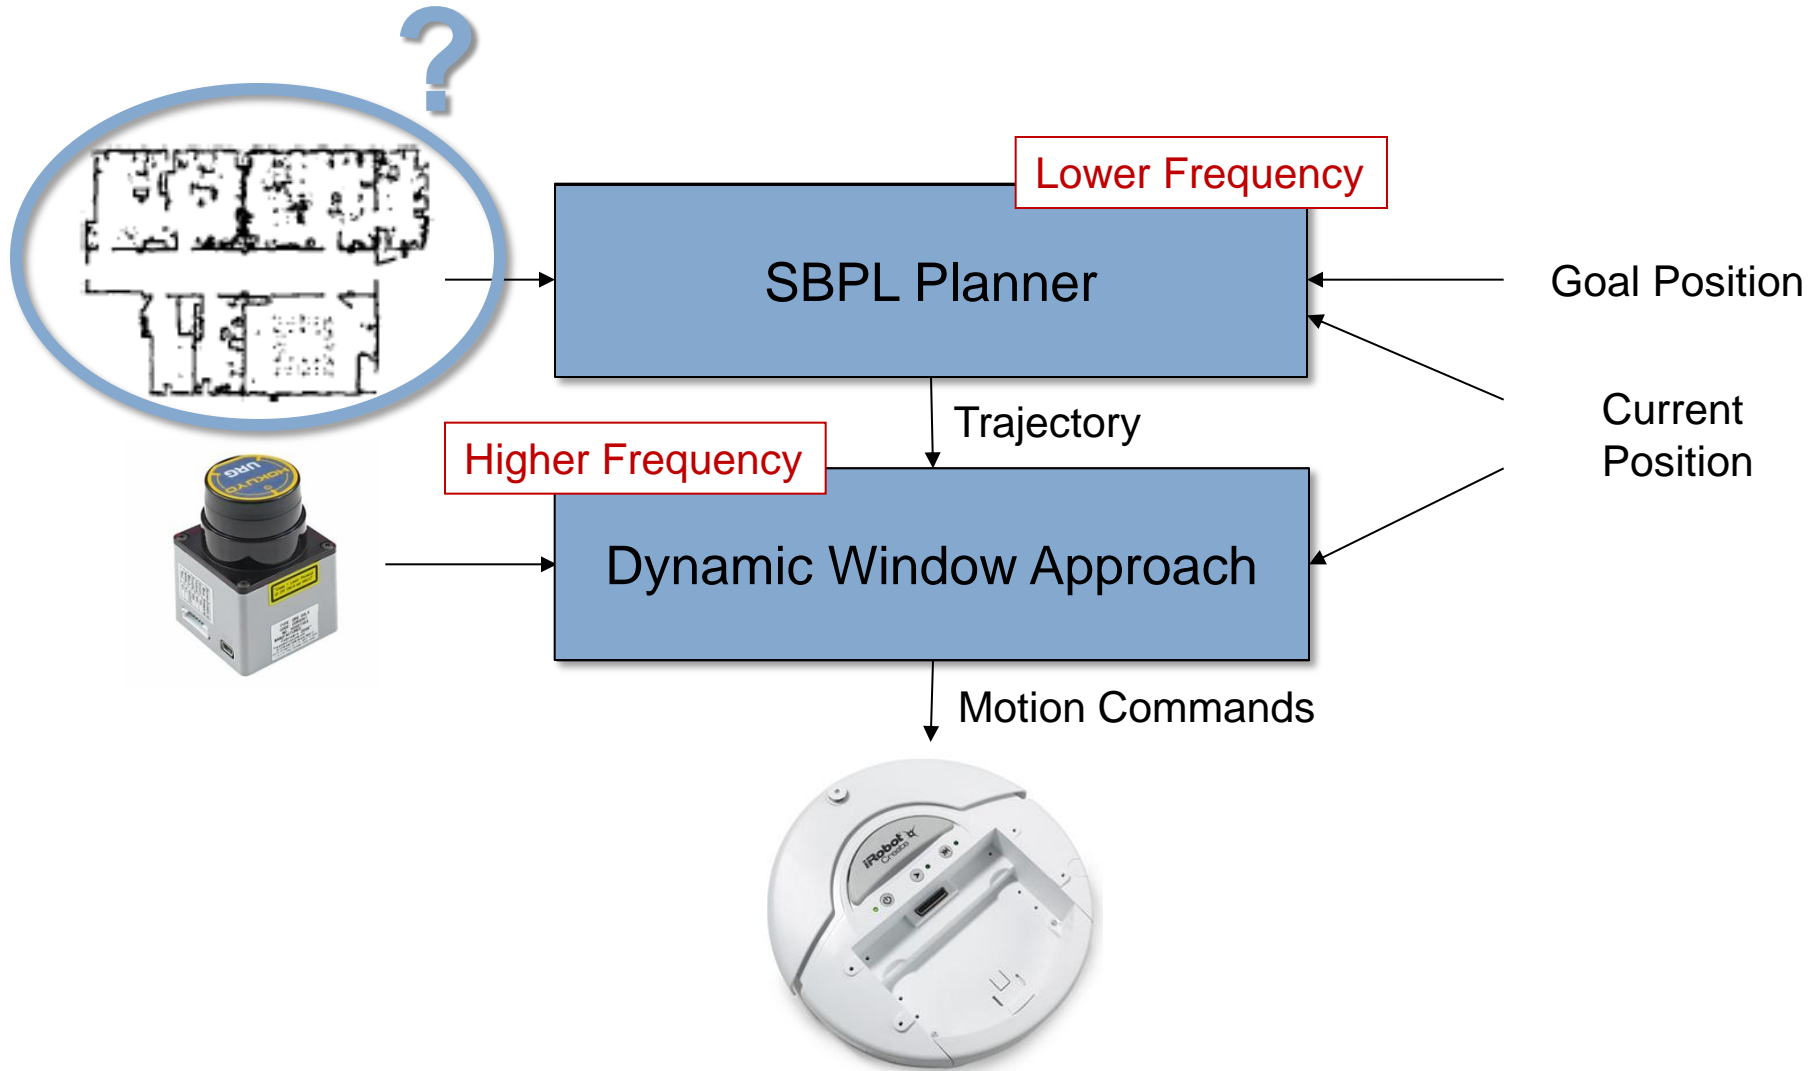 ?
Lower Frequency
SBPL Planner
Goal Position
Trajectory
Current
Position
Higher Frequency
HOKUYO
URG
Dynamic Window Approach
Motion Commands
iRobot
Create